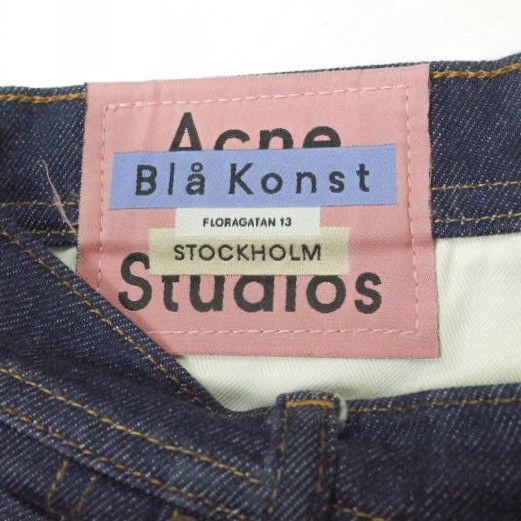 Acne
Blå Konst
FLORAGATAN 13
STOCKHOLM
Studios